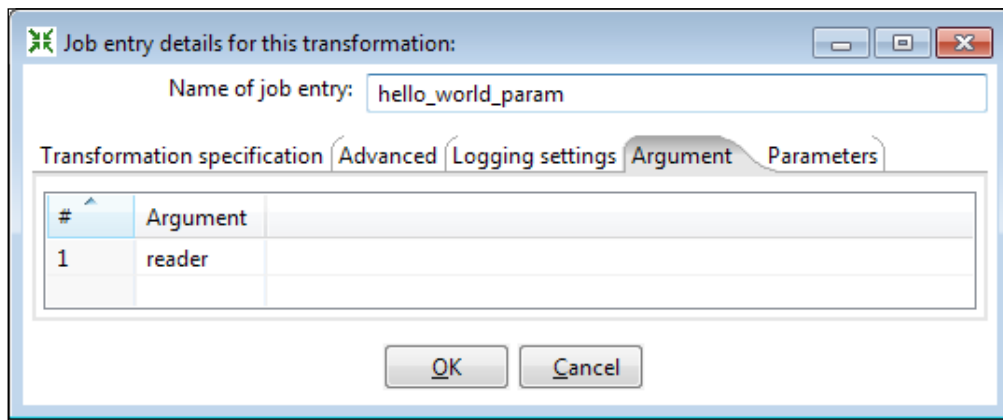 Job entry details for this transformation:
Name of job entry: hello_world_param
Transformation specification Advanced Logging settings Argument Parameters
# Argument
1 reader
OK Cancel